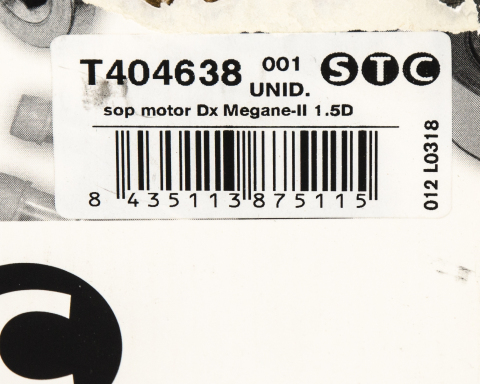 T404638 001 UNID. STC
sop motor Dx Megane-II 1.5D
8 435113 875115
012 L0318
C